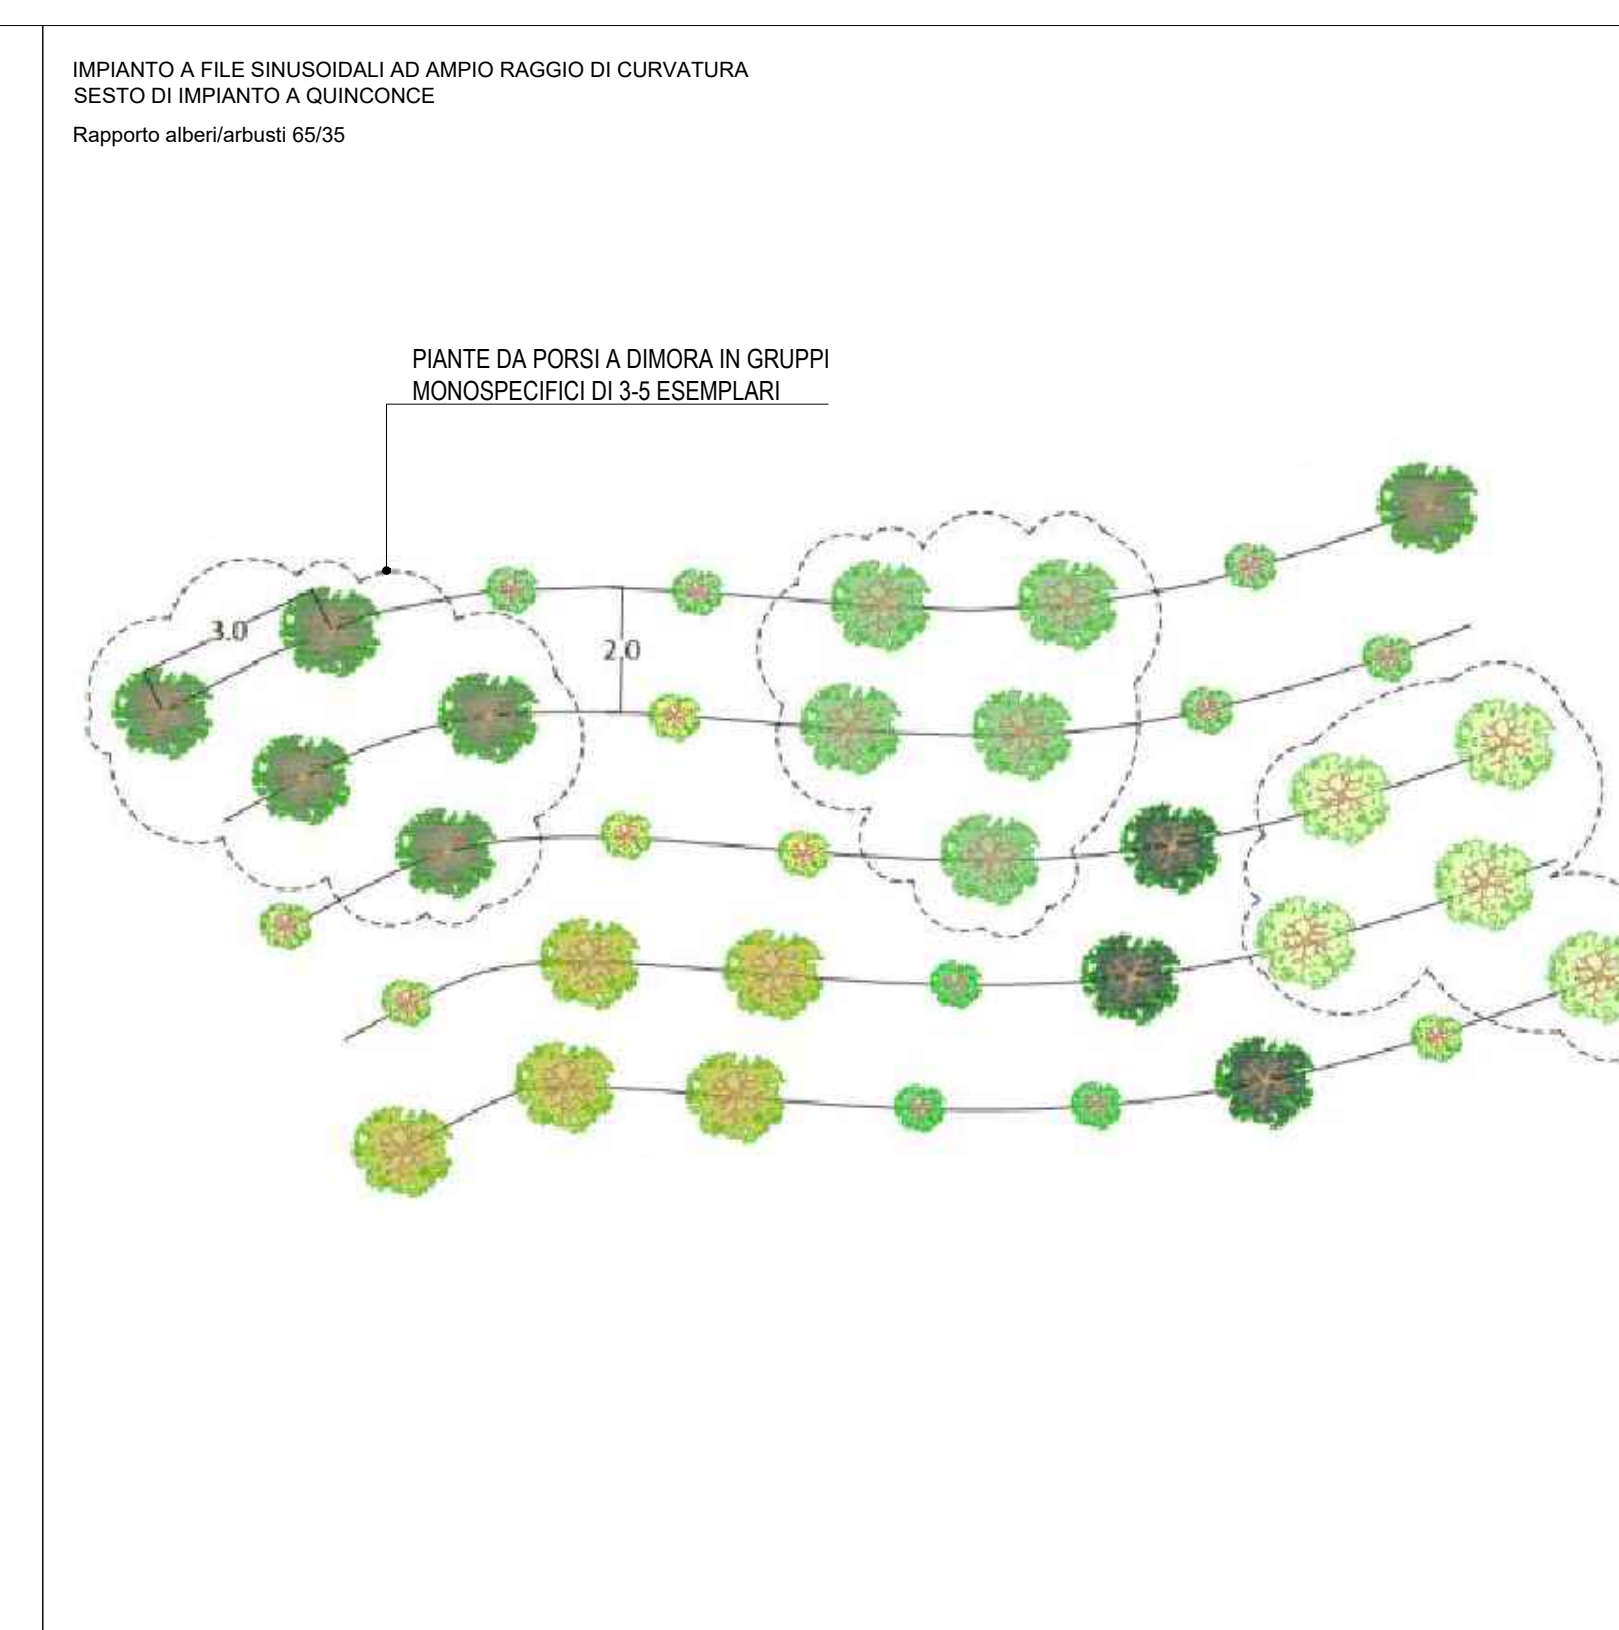 IMPIANTO A FILE SINUSOIDALI AD AMPIO RAGGIO DI CURVATURA
SESTO DI IMPIANTO A QUINCONCE
Rapporto alberi/arbusti 65/35
PIANTE DA PORSI A DIMORA IN GRUPPI
MONOSPECIFICI DI 3-5 ESEMPLARI
3.0
2.0